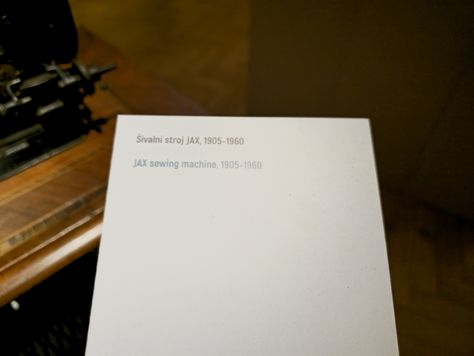 Šivalni stroj JAX, 1905–1960
JAX sewing machine, 1905–1960